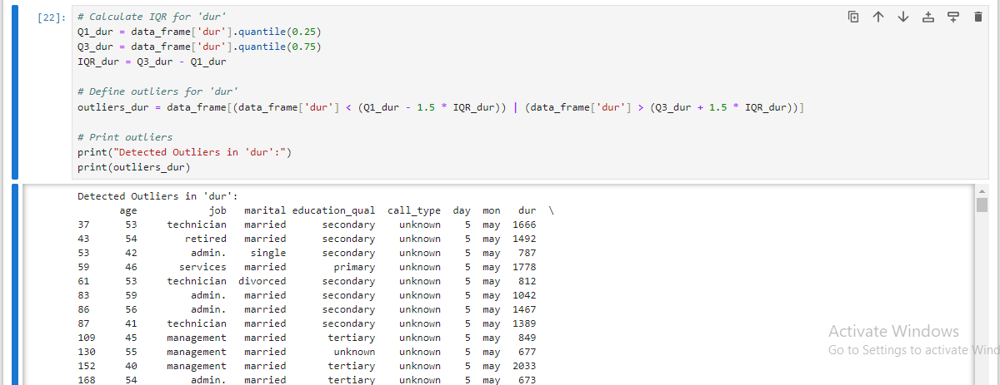 [22]: # Calculate IQR for 'dur'
Q1_dur = data_frame['dur'].quantile(0.25)
Q3_dur = data_frame['dur'].quantile(0.75)
IQR_dur = Q3_dur - Q1_dur
# Define outliers for 'dur'
outliers_dur = data_frame[(data_frame['dur'] < (Q1_dur - 1.5 * IQR_dur)) | (data_frame['dur'] > (Q3_dur + 1.5 * IQR_dur))]
# Print outliers
print("Detected Outliers in 'dur':")
print(outliers_dur)
Detected Outliers in 'dur':
age job marital education_qual call_type day mon dur \
37 53 technician married secondary unknown 5 may 1666
43 54 retired married secondary unknown 5 may 1492
53 42 admin. single secondary unknown 5 may 787
59 46 services married primary unknown 5 may 1778
61 53 technician divorced secondary unknown 5 may 812
83 59 admin. married secondary unknown 5 may 1042
86 56 admin. married secondary unknown 5 may 1467
87 41 technician married secondary unknown 5 may 1389
109 45 management married tertiary unknown 5 may 849
130 55 management married unknown unknown 5 may 677
152 40 management married tertiary unknown 5 may 2033
168 54 admin. married tertiary unknown 5 may 673
Activate Windows
Go to Settings to activate Wind